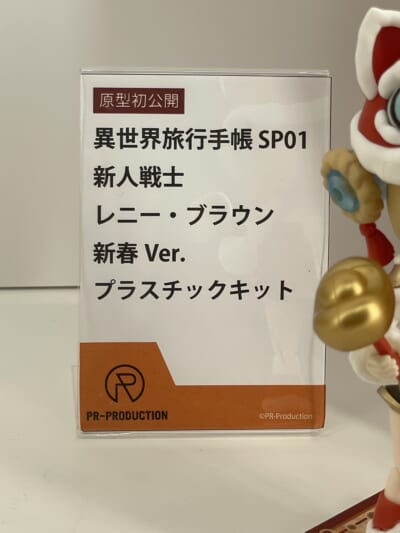 原型初公開
異世界旅行手帳 SP01
新人戦士
レニー・ブラウン
新春 Ver.
プラスチックキット
PR-PRODUCTION
©PR-Production